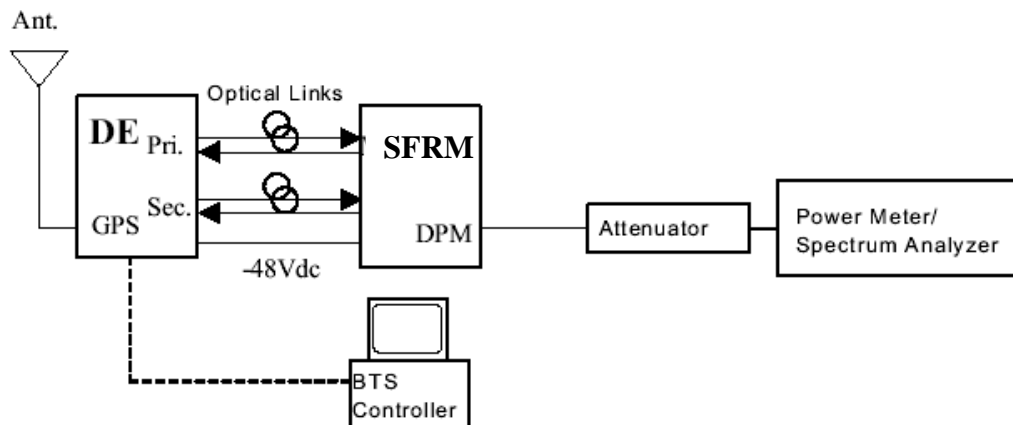 Ant.
Optical Links
DE
Pri.
SFRM
Sec.
GPS
DPM
-48Vdc
Attenuator
Power Meter/
Spectrum Analyzer
BTS
Controller